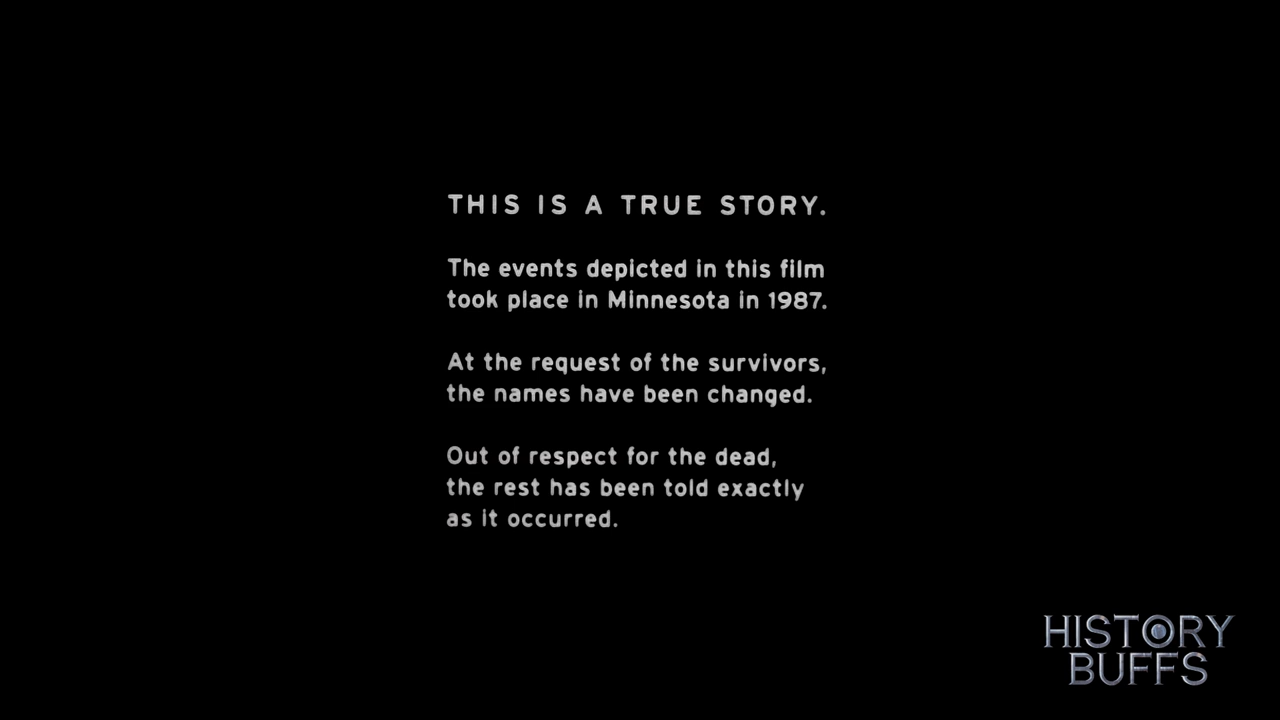 THIS IS A TRUE STORY.
The events depicted in this film
took place in Minnesota in 1987.
At the request of the survivors,
the names have been changed.
Out of respect for the dead,
the rest has been told exactly
as it occurred.
HISTORY
BUFFS